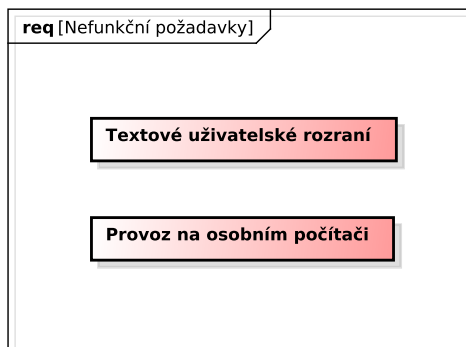 req [Nefunkční požadavky]
Textové uživatelské rozraní
Provoz na osobním počítači